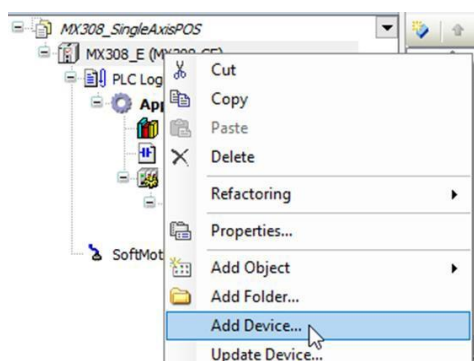 MX308_SingleAxisPOS
MX308_E
PLC Log
App
SoftMot
Cut
Copy
Paste
Delete
Refactoring
Properties...
Add Object
Add Folder...
Add Device...
Update Device...